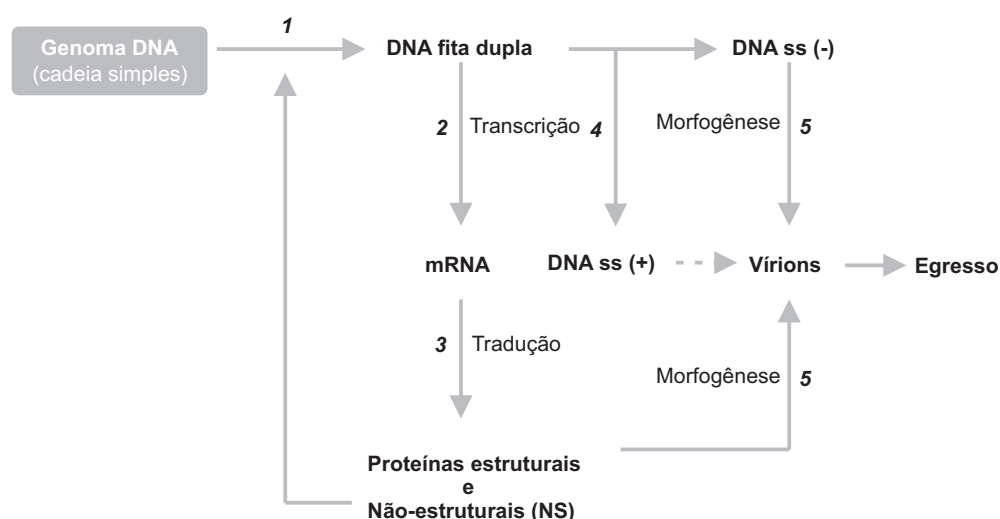 1
Genoma DNA
(cadeia simples)
DNA fita dupla
DNA ss (-)
2 Transcrição 4
Morfogênese 5
mRNA
DNA ss (+)
Vírions
Egresso
3 Tradução
Morfogênese 5
Proteínas estruturais
e
Não-estruturais (NS)